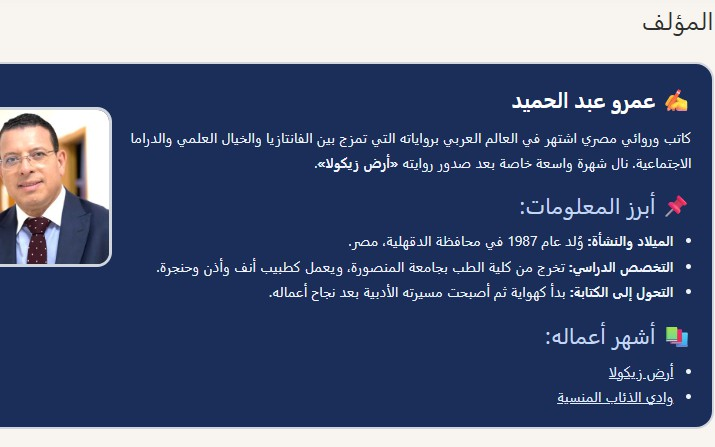 المؤلف
✍️ عمرو عبد الحميد
كاتب وروائي مصري اشتهر في العالم العربي برواياته التي تمزج بين الفانتازيا والخيال العلمي والدراما
الاجتماعية. نال شهرة واسعة خاصة بعد صدور روايته «أرض زيكولا».
📌 أبرز المعلومات:
• الميلاد والنشأة: وُلد عام 1987 في محافظة الدقهلية، مصر.
• التخصص الدراسي: تخرج من كلية الطب بجامعة المنصورة، ويعمل كطبيب أنف وأذن وحنجرة.
• التحول إلى الكتابة: بدأ كهواية ثم أصبحت مسيرته الأدبية بعد نجاح أعماله.
📚 أشهر أعماله:
• أرض زيكولا
• وادي الذئاب المنسية